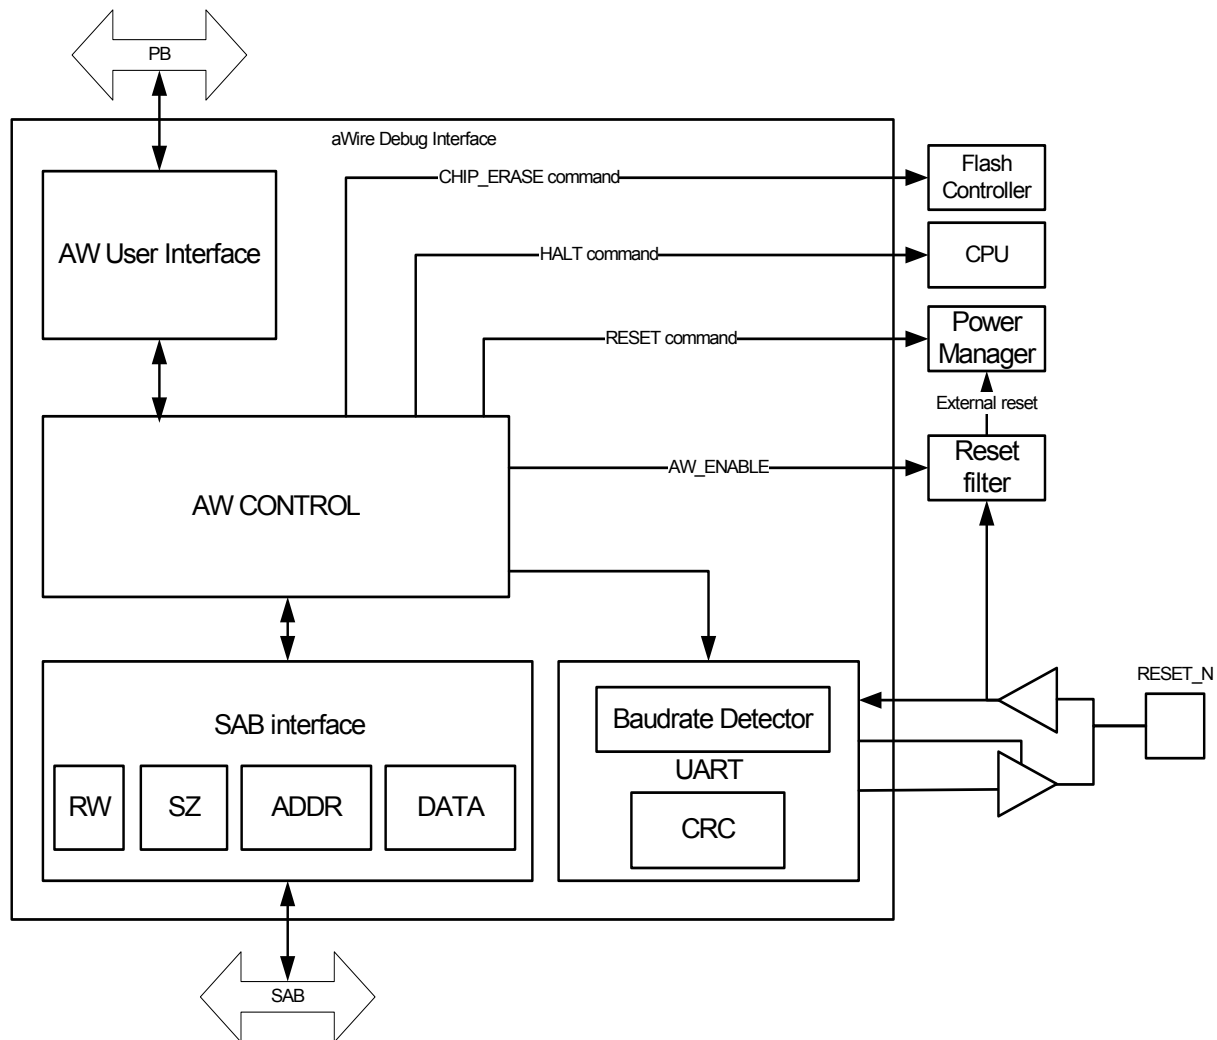 PB
aWire Debug Interface
CHIP_ERASE command
Flash
Controller
AW User Interface
HALT command
CPU
RESET command
Power
Manager
External reset
AW CONTROL
AW_ENABLE
Reset
filter
RESET_N
SAB interface
Baudrate Detector
UART
RW
SZ
ADDR
DATA
CRC
SAB